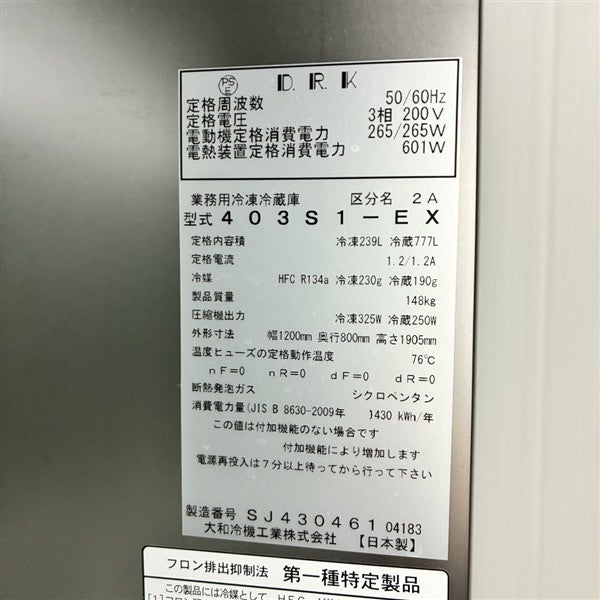 PS E D.R.K
定格周波数 50/60Hz
定格電圧 3相 200V
電動機定格消費電力 265/265W
電熱装置定格消費電力 601W
業務用冷凍冷蔵庫 区分名 2A
型式 403S1-EX
定格内容積 冷凍239L 冷蔵777L
定格電流 1.2/1.2A
冷媒 HFC R134a 冷凍230g 冷蔵190g
製品質量 148kg
圧縮機出力 冷凍325W 冷蔵250W
外形寸法 幅1200mm 奥行800mm 高さ1905mm
温度ヒューズの定格動作温度 76℃
nF=0 nR=0 dF=0 dR=0
断熱発泡ガス シクロペンタン
消費電力量(JIS B 8630-2009年 )1430 kWh/年
この値は付加機能のない場合です
付加機能により増加します
電源再投入は7分以上待ってから行って下さい
製造番号 SJ430461 04183
大和冷機工業株式会社 【日本製】
フロン排出抑制法 第一種特定製品
この製品には冷媒として、HFC